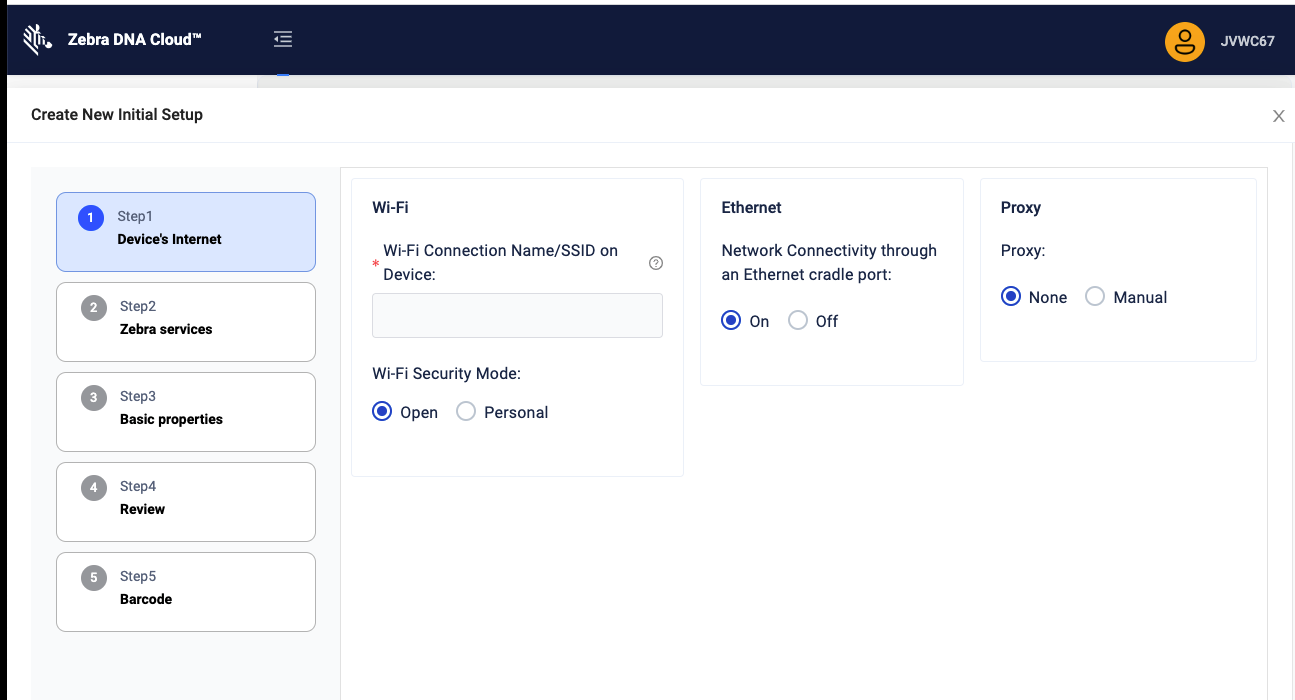 Zebra DNA Cloud™
JVWC67
Create New Initial Setup
X
1
Step1
Device's Internet
2
Step2
Zebra services
3
Step3
Basic properties
4
Step4
Review
5
Step5
Barcode
Wi-Fi
* Wi-Fi Connection Name/SSID on
Device:
?
Wi-Fi Security Mode:
Open
Personal
Ethernet
Network Connectivity through
an Ethernet cradle port:
On
Off
Proxy
Proxy:
None
Manual